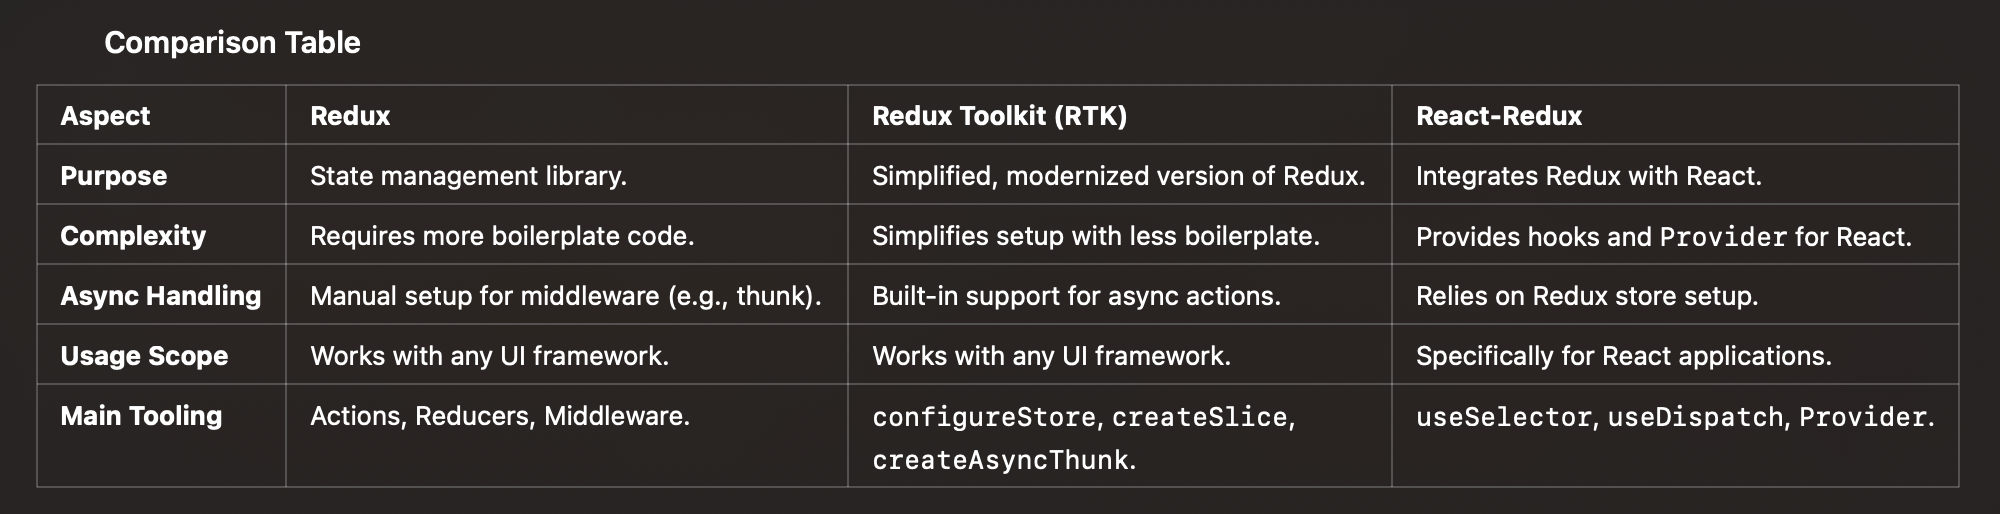 Comparison Table
Aspect Redux Redux Toolkit (RTK) React-Redux
Purpose State management library. Simplified, modernized version of Redux. Integrates Redux with React.
Complexity Requires more boilerplate code. Simplifies setup with less boilerplate. Provides hooks and Provider for React.
Async Handling Manual setup for middleware (e.g., thunk). Built-in support for async actions. Relies on Redux store setup.
Usage Scope Works with any UI framework. Works with any UI framework. Specifically for React applications.
Main Tooling Actions, Reducers, Middleware. configureStore, createSlice, useSelector, useDispatch, Provider.
createAsyncThunk.